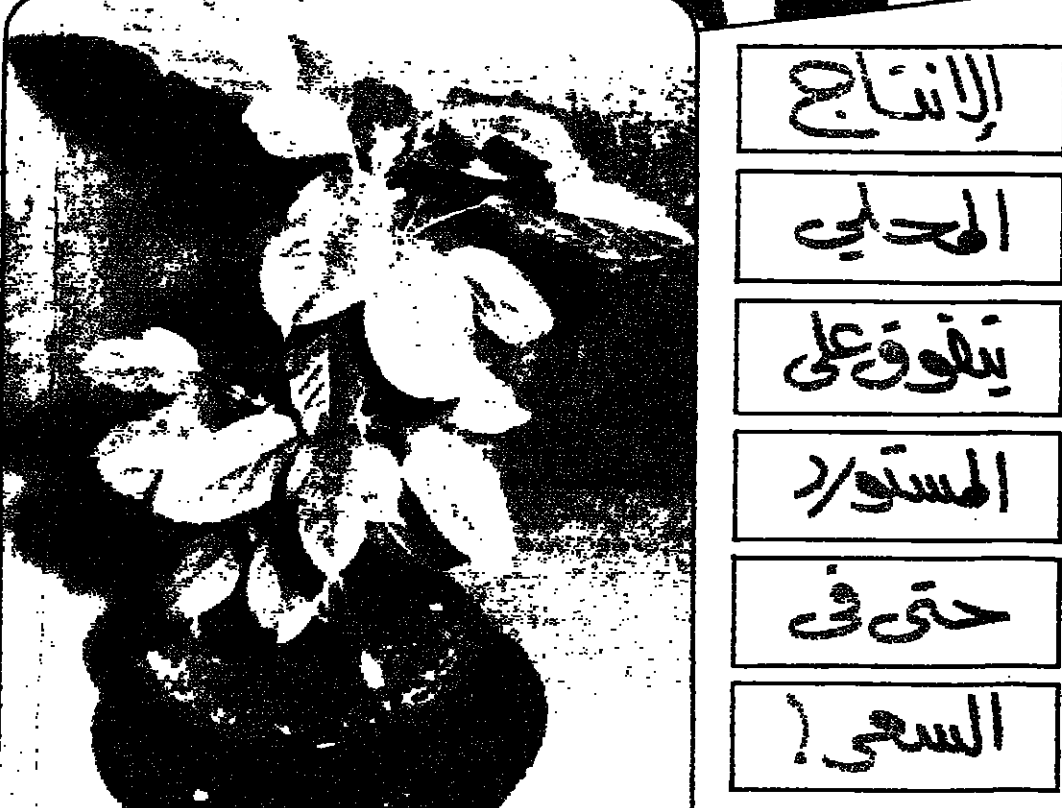 الإنتاج
المحلي
يتفوق على
المستورد
حتى فى
السعر!